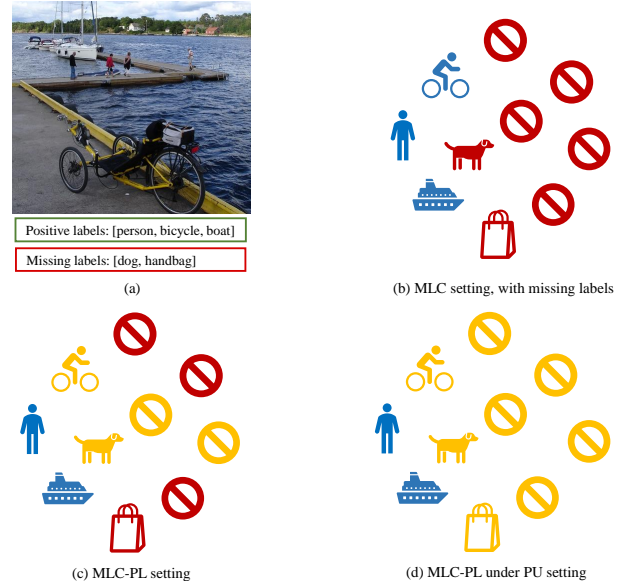 Positive labels: [person, bicycle, boat]
Missing labels: [dog, handbag]
(a)
(b) MLC setting, with missing labels
(c) MLC-PL setting
(d) MLC-PL under PU setting